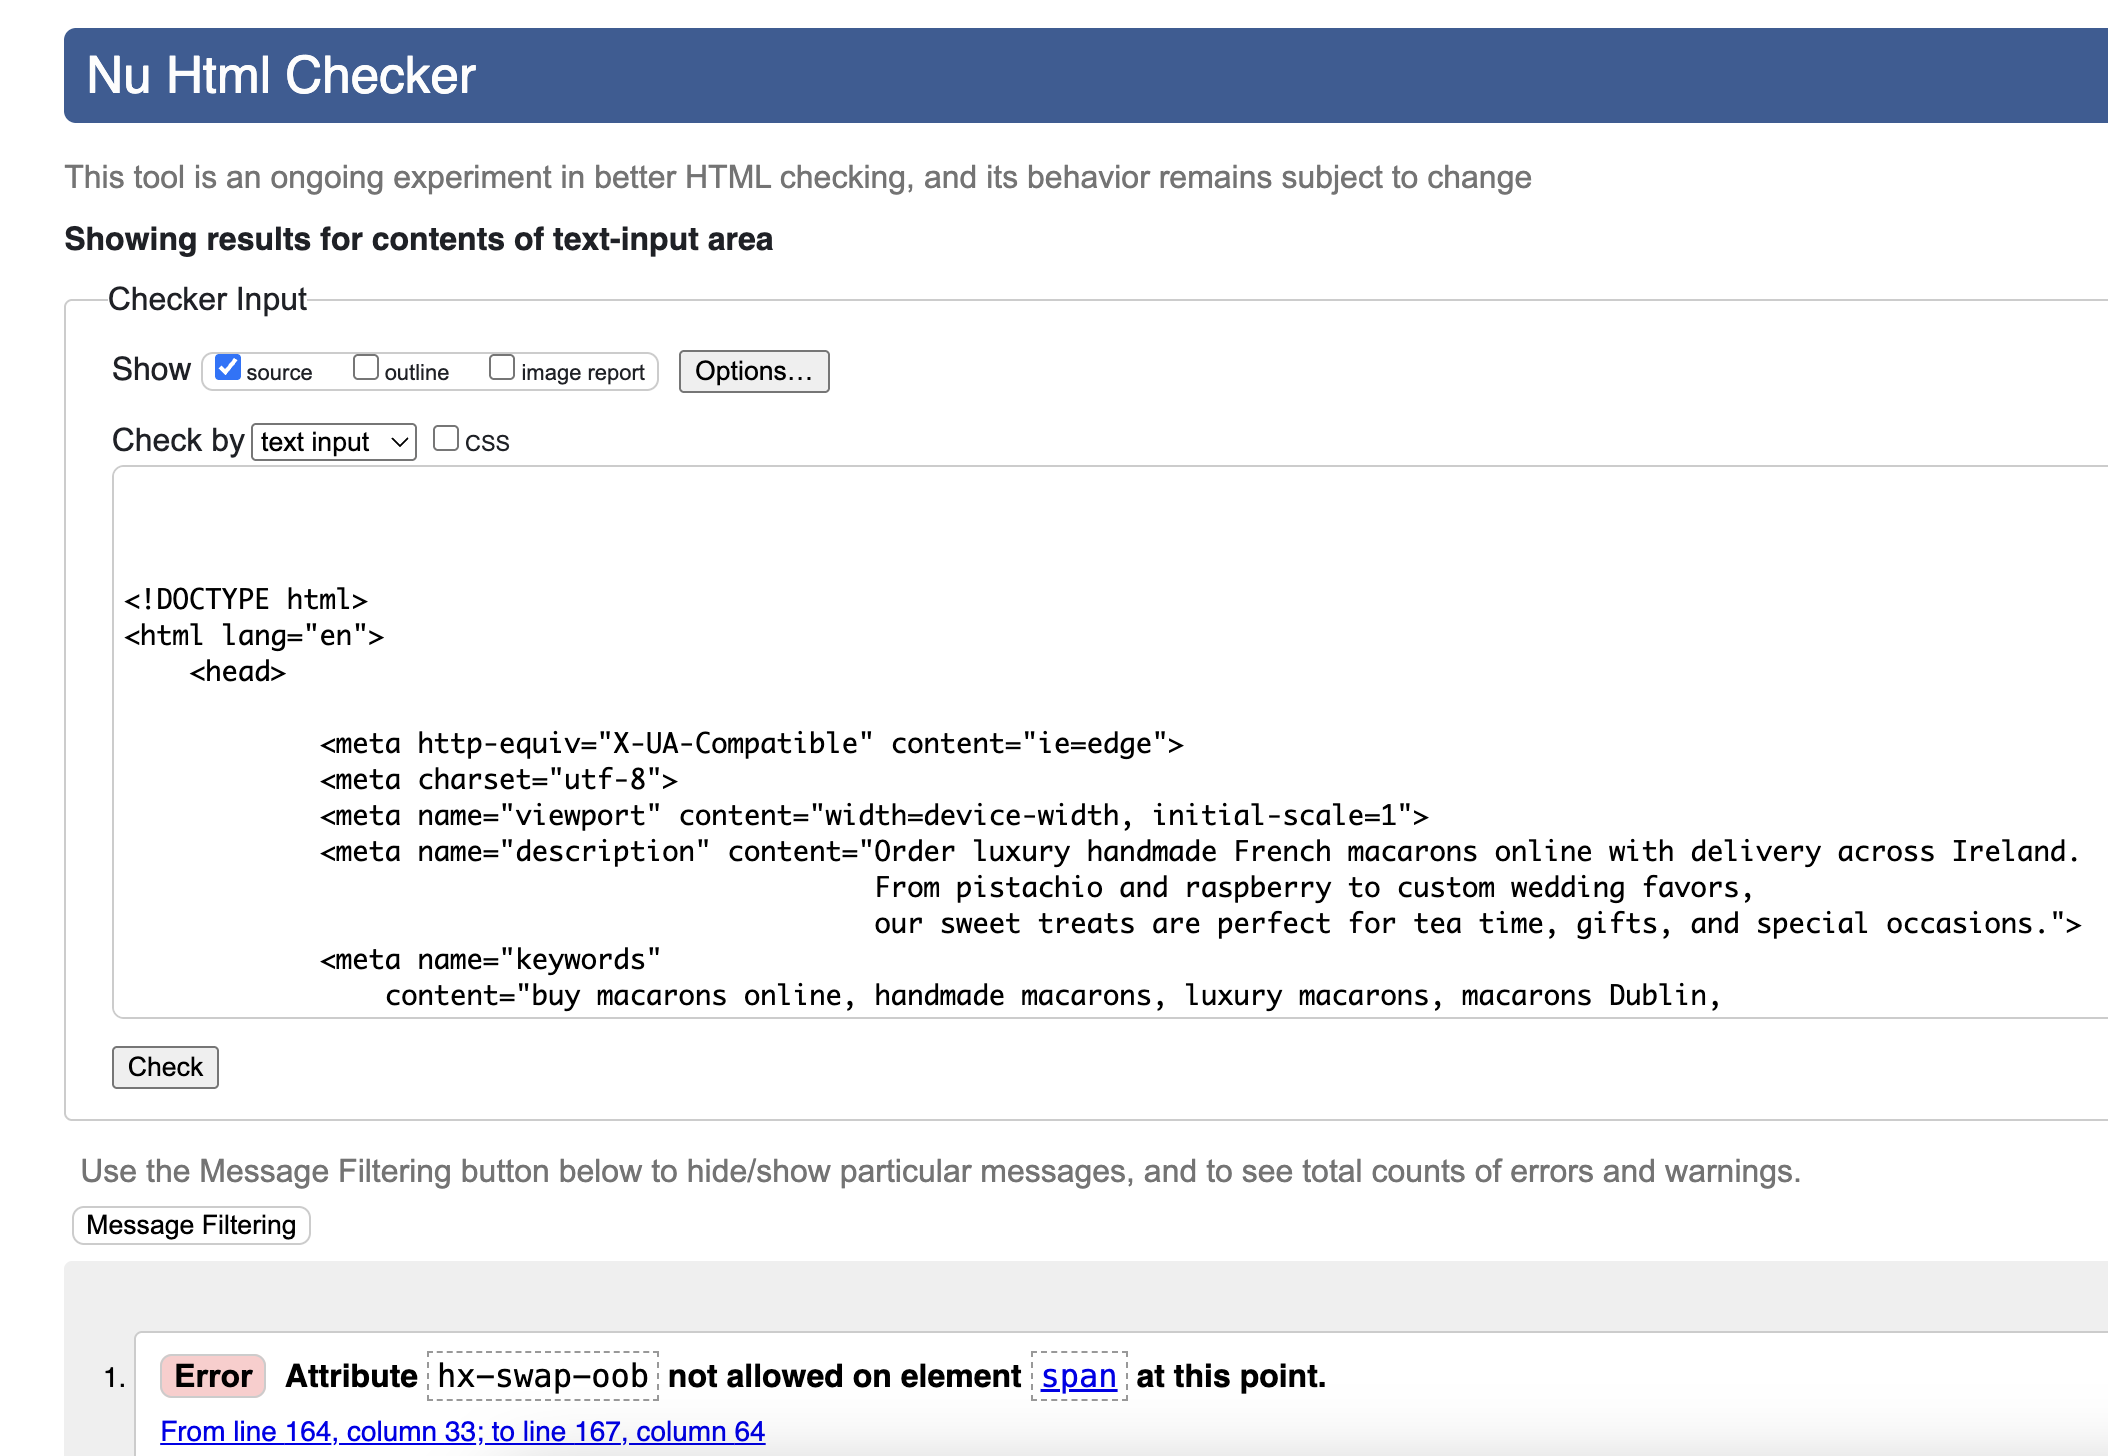 Nu Html Checker
This tool is an ongoing experiment in better HTML checking, and its behavior remains subject to change
Showing results for contents of text-input area
Checker Input
Show source outline image report Options...
Check by text input CSS
<!DOCTYPE html>
<html lang="en">
    <head>
            <meta http-equiv="X-UA-Compatible" content="ie=edge">
            <meta charset="utf-8">
            <meta name="viewport" content="width=device-width, initial-scale=1">
            <meta name="description" content="Order luxury handmade French macarons online with delivery across Ireland.
                                              From pistachio and raspberry to custom wedding favors,
                                              our sweet treats are perfect for tea time, gifts, and special occasions.">
            <meta name="keywords"
                content="buy macarons online, handmade macarons, luxury macarons, macarons Dublin,
Check
Use the Message Filtering button below to hide/show particular messages, and to see total counts of errors and warnings.
Message Filtering
1. Error Attribute hx-swap-oob not allowed on element span at this point.
From line 164, column 33; to line 167, column 64